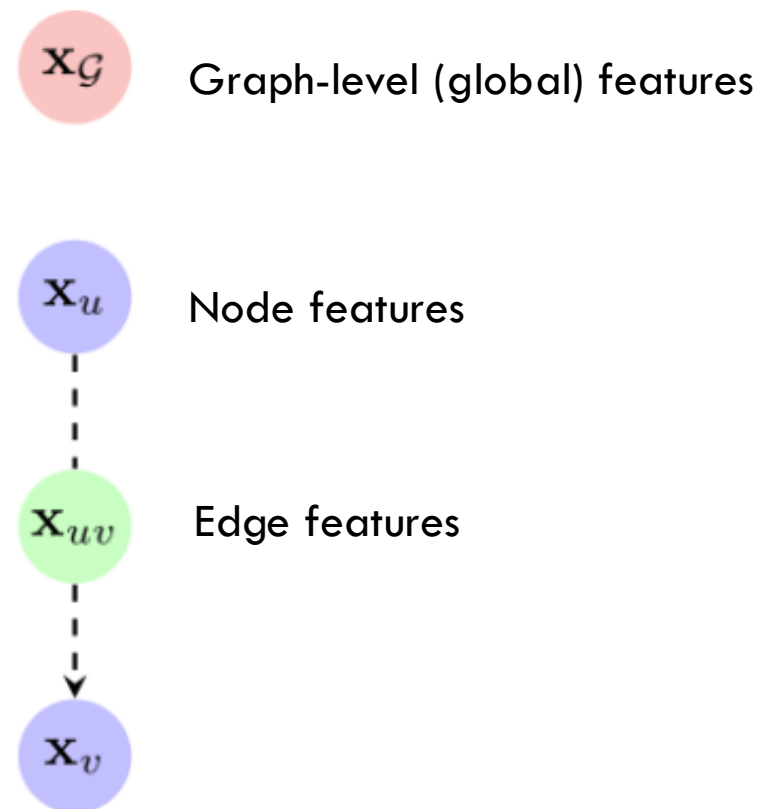 x_𝒢 Graph-level (global) features
x_u Node features
x_uv Edge features
x_v